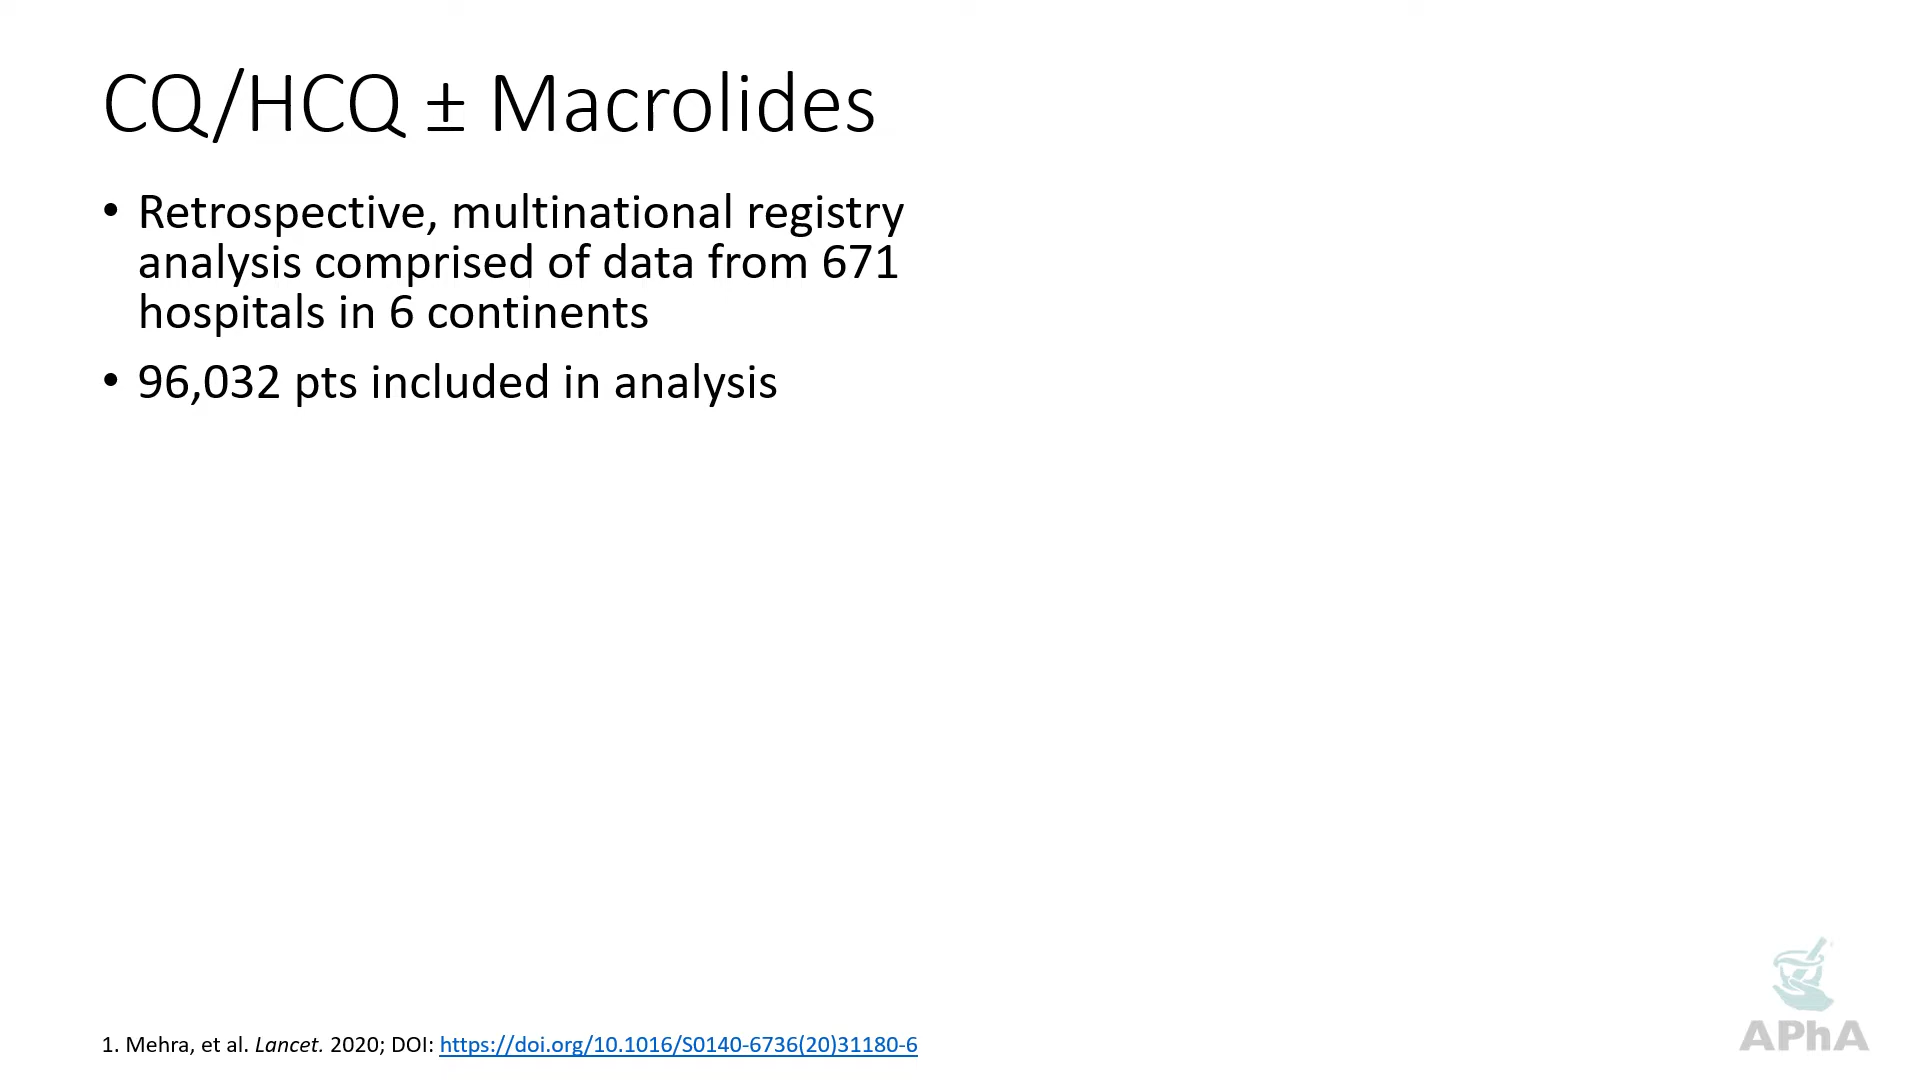 CQ/HCQ ± Macrolides
• Retrospective, multinational registry
analysis comprised of data from 671
hospitals in 6 continents
• 96,032 pts included in analysis
1. Mehra, et al. Lancet. 2020; DOI: https://doi.org/10.1016/S0140-6736(20)31180-6
APhA